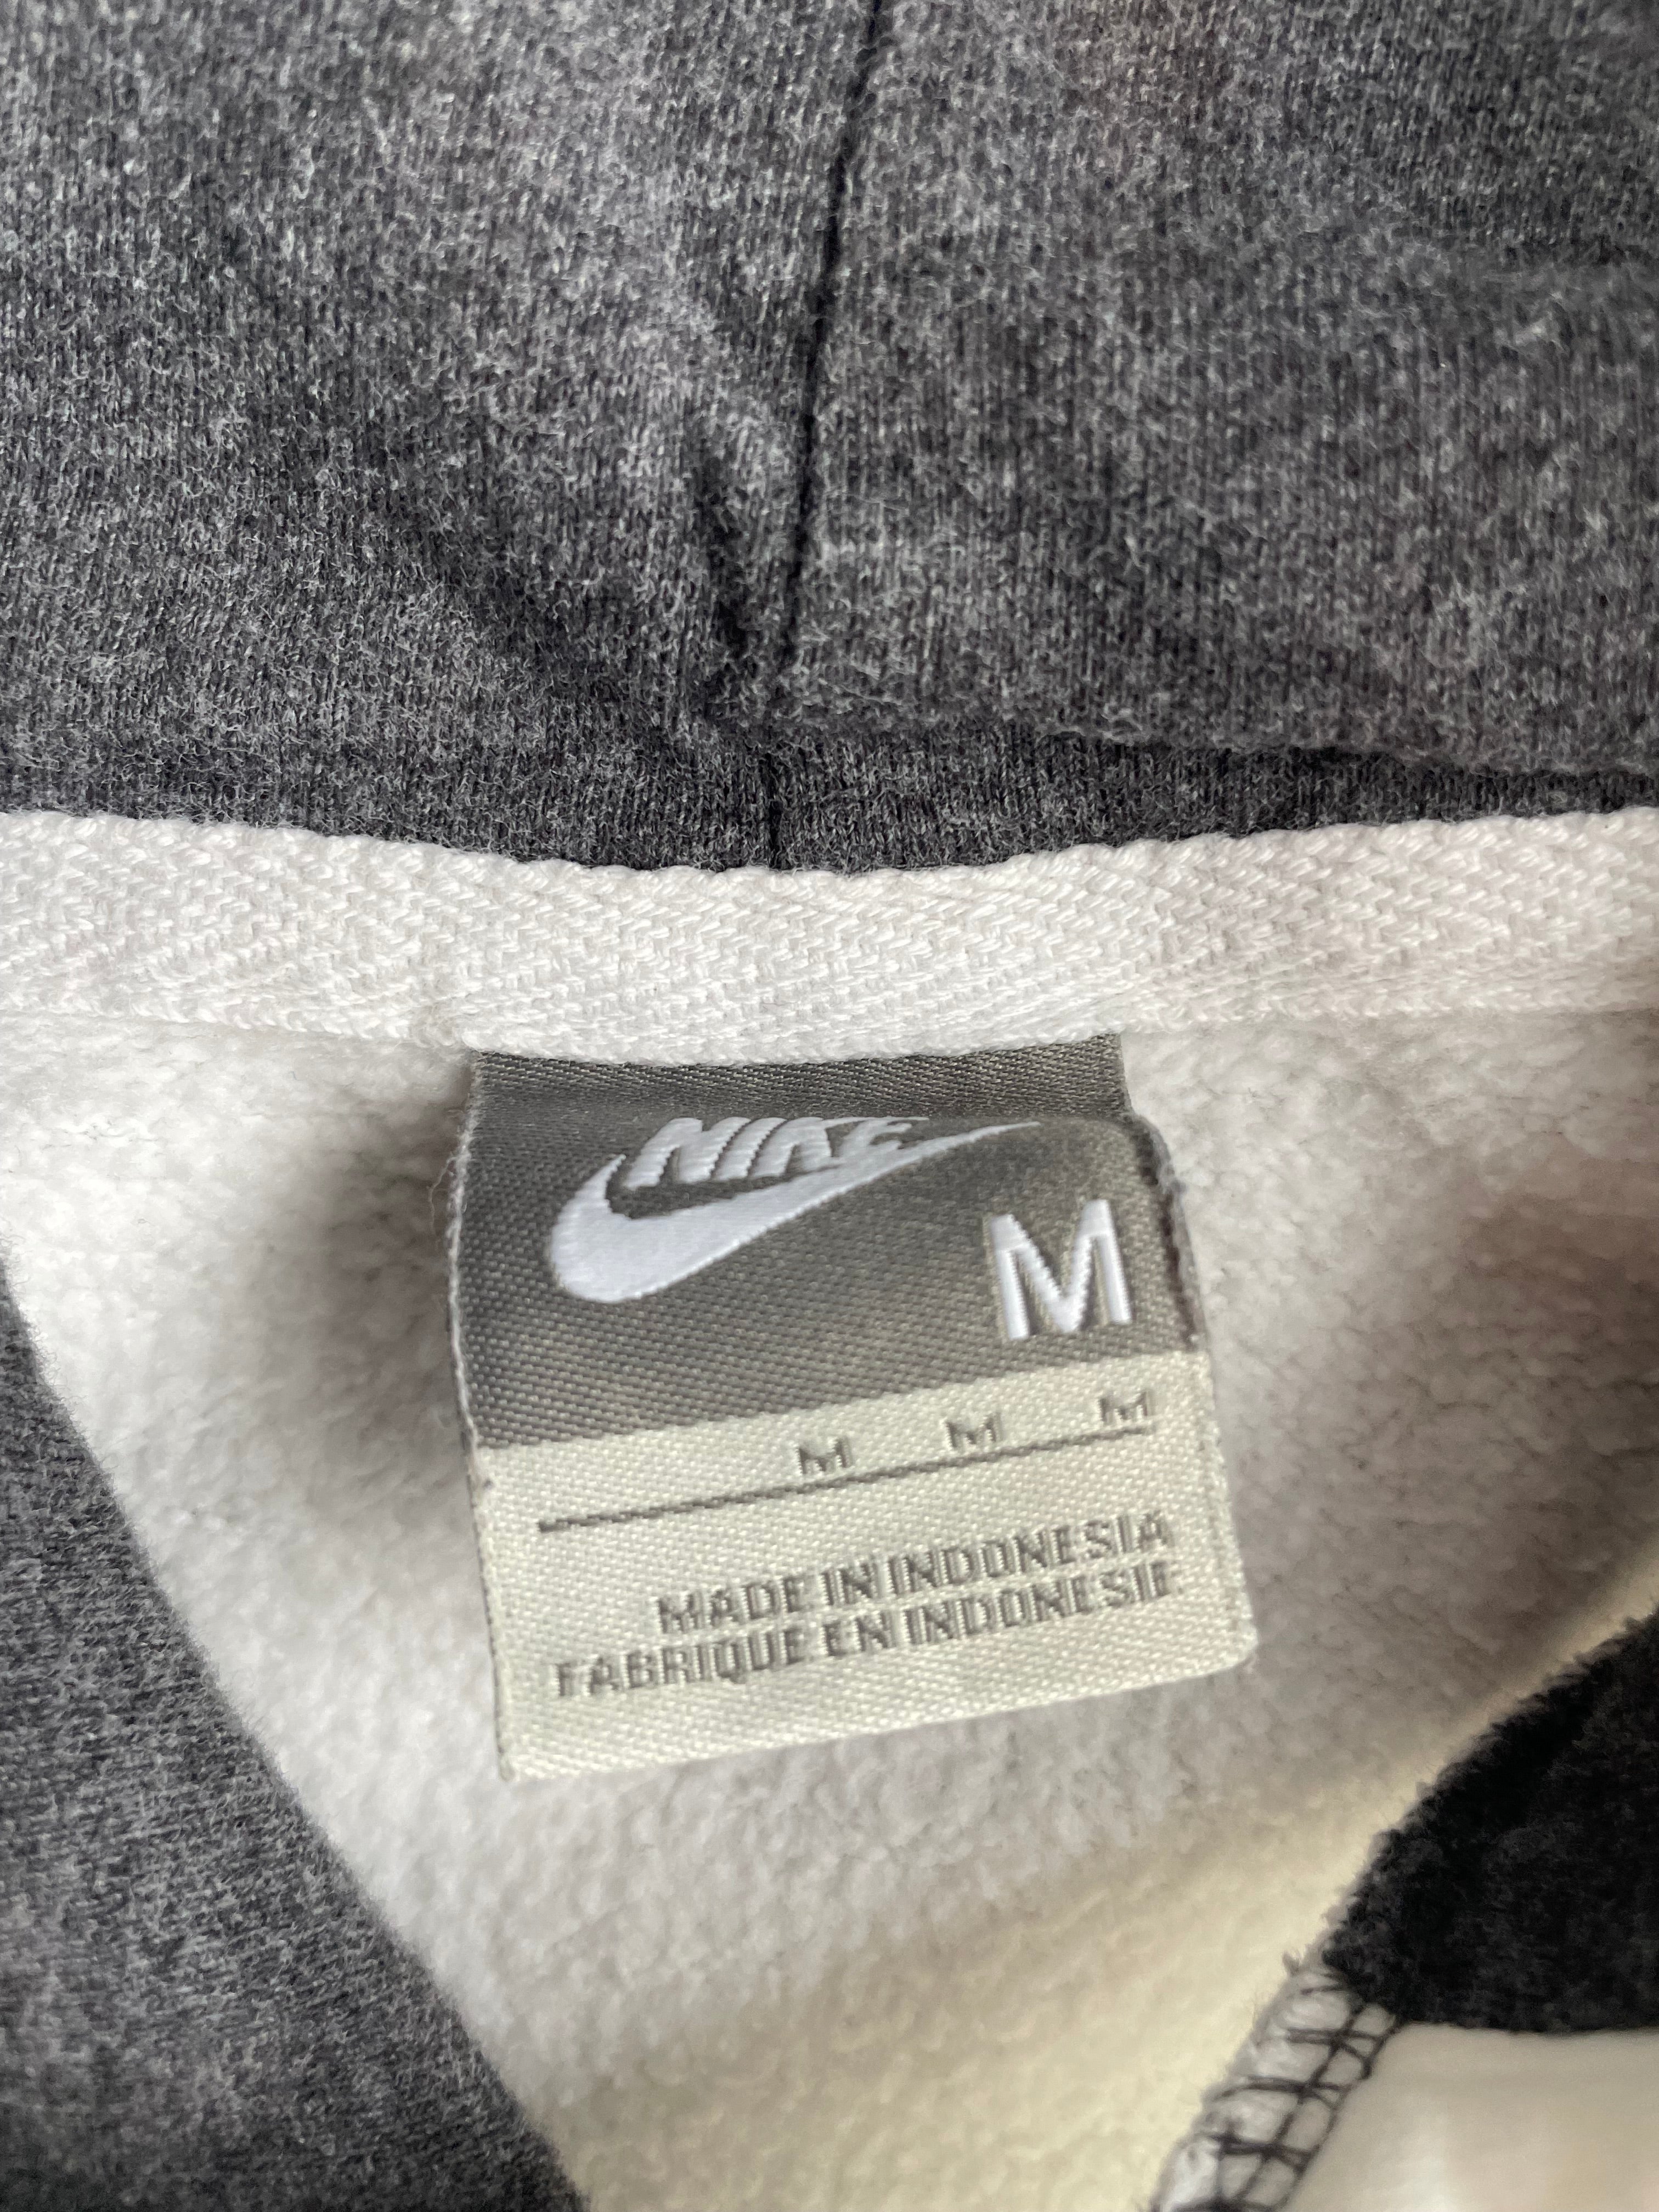 NIKE
M
M M M
MADE IN INDONESIA
FABRIQUE EN INDONESIE